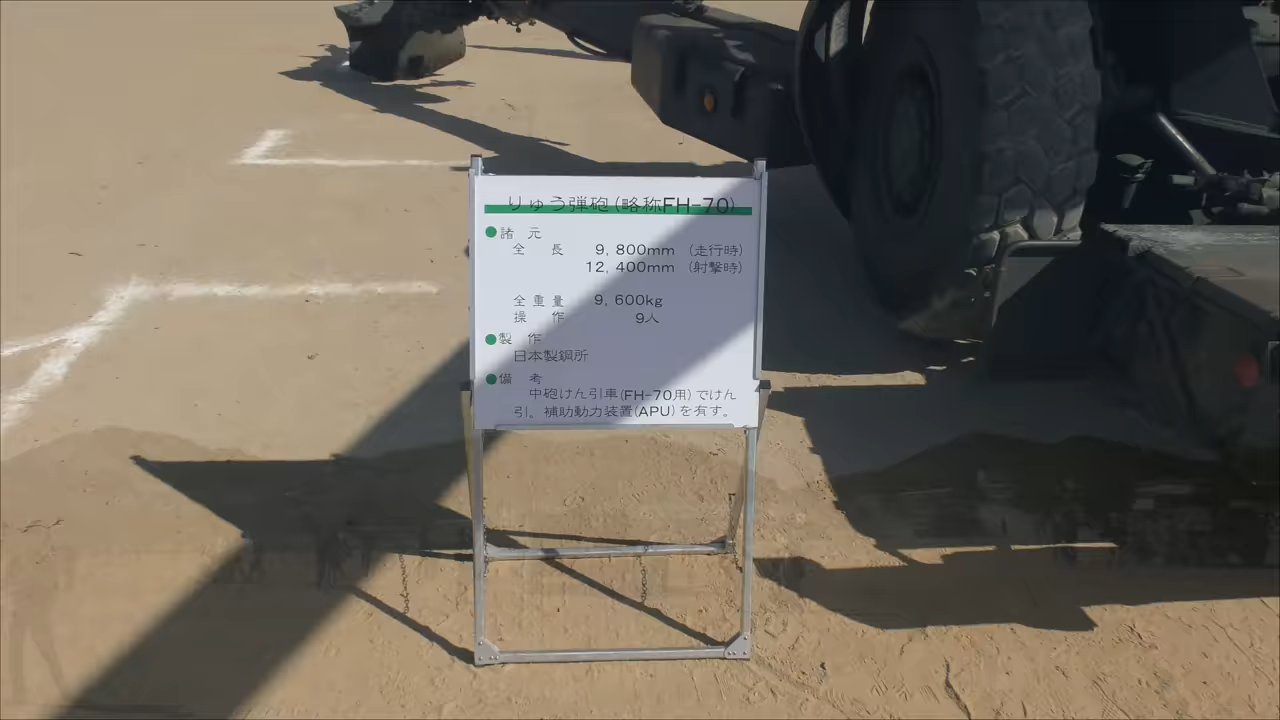 りゅう弾砲(略称FH-70)
●諸 元
全 長 9,800mm (走行時)
12,400mm (射撃時)
全重量 9,600kg
操 作 9人
●製 作
日本製鋼所
●備 考
中砲けん引車(FH-70用)でけん
引。補助動力装置(APU)を有す。